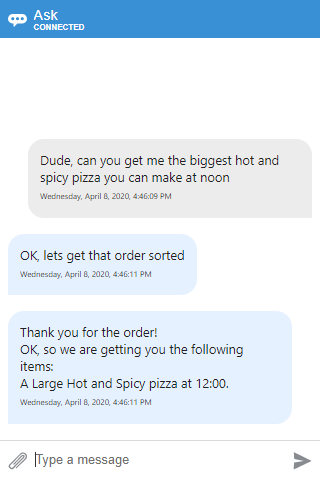 Ask
CONNECTED
Dude, can you get me the biggest hot and
spicy pizza you can make at noon
Wednesday, April 8, 2020, 4:46:09 PM
OK, lets get that order sorted
Wednesday, April 8, 2020, 4:46:11 PM
Thank you for the order!
OK, so we are getting you the following
items:
A Large Hot and Spicy pizza at 12:00.
Wednesday, April 8, 2020, 4:46:11 PM
Type a message